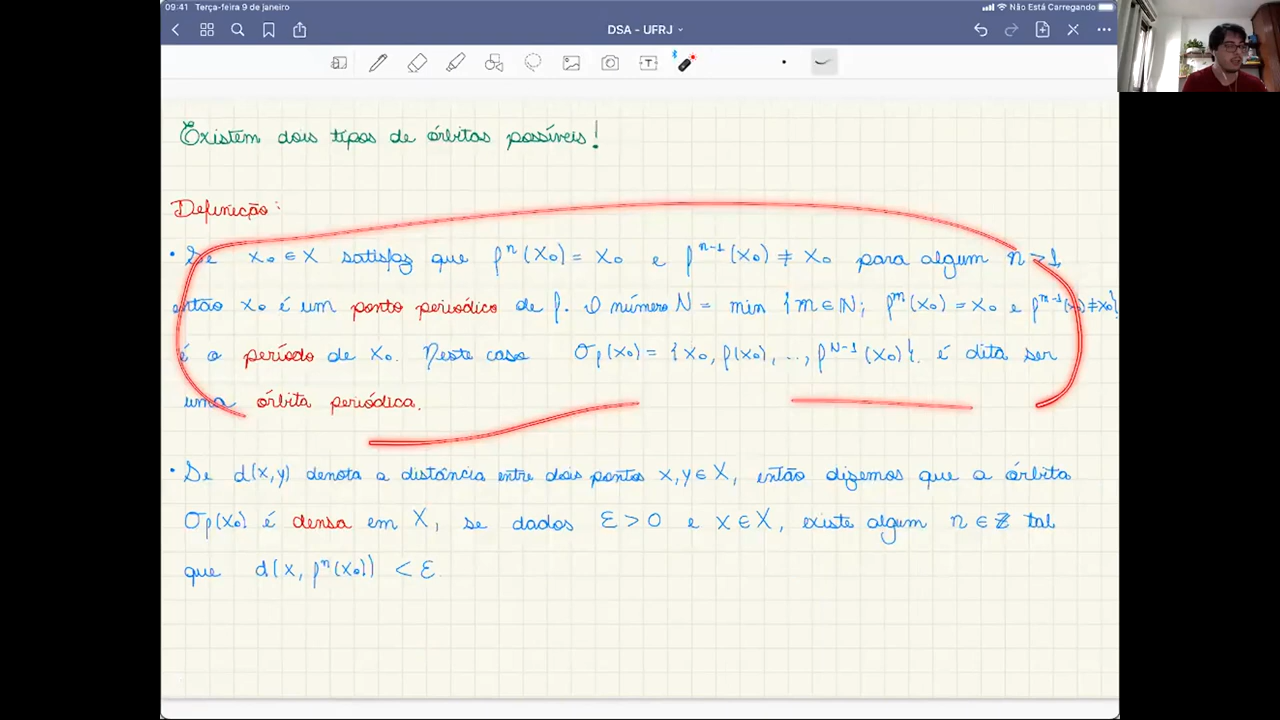 09:41 Terça-feira 9 de janeiro
Não Está Carregando
DSA - UFRJ
Existem dois tipos de órbitas possíveis!
Definição:
• Se x₀ ∈ X satisfaz que fⁿ(x₀) = x₀ e fⁿ⁻¹(x₀) ≠ x₀ para algum n > 1,
então x₀ é um ponto periódico de f. O número N = min {m ∈ ℕ; fᵐ(x₀) = x₀ e fᵐ⁻¹(x₀) ≠ x₀}
é o período de x₀. Neste caso O_f(x₀) = {x₀, f(x₀), ..., f^{N-1}(x₀)}. é dita ser
uma órbita periódica.
• Se d(x,y) denota a distância entre dois pontos x,y ∈ X, então dizemos que a órbita
O_f(x₀) é densa em X, se dados ε > 0 e x ∈ X, existe algum n ∈ ℤ tal
que d(x, fⁿ(x₀)) < ε.